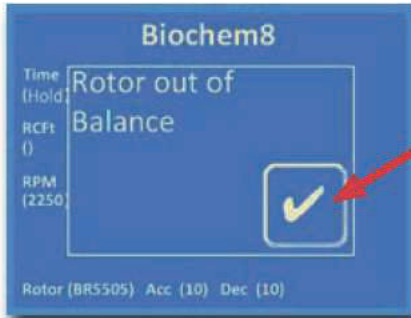 Biochem8
Time
(Hold)
Rotor out of
Balance
RCFt
()
RPM
(2250)
Rotor (BR5505) Acc (10) Dec (10)